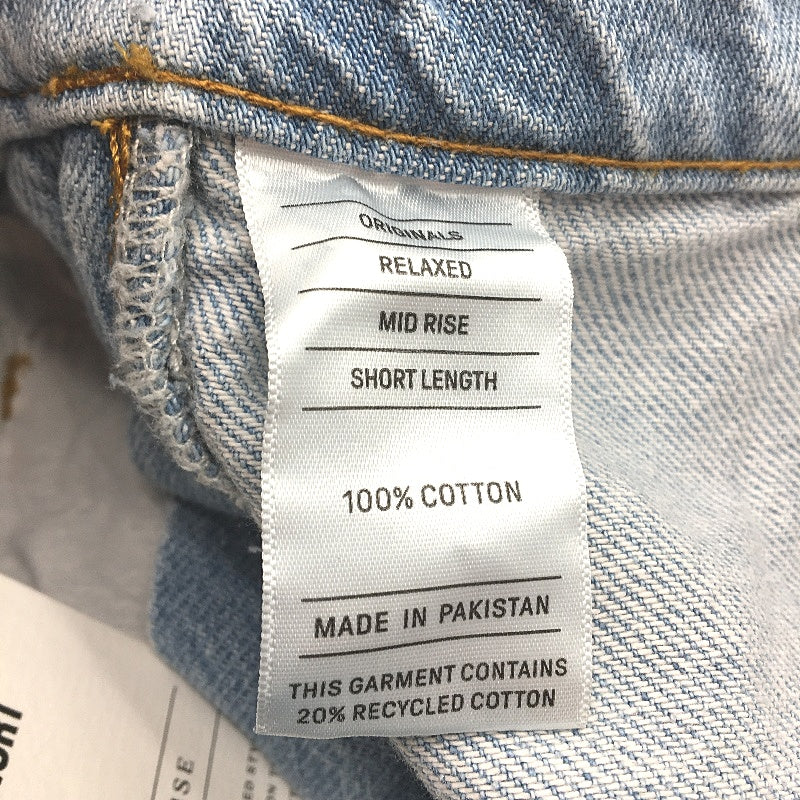 ORIGINALS
RELAXED
MID RISE
SHORT LENGTH
100% COTTON
MADE IN PAKISTAN
THIS GARMENT CONTAINS
20% RECYCLED COTTON